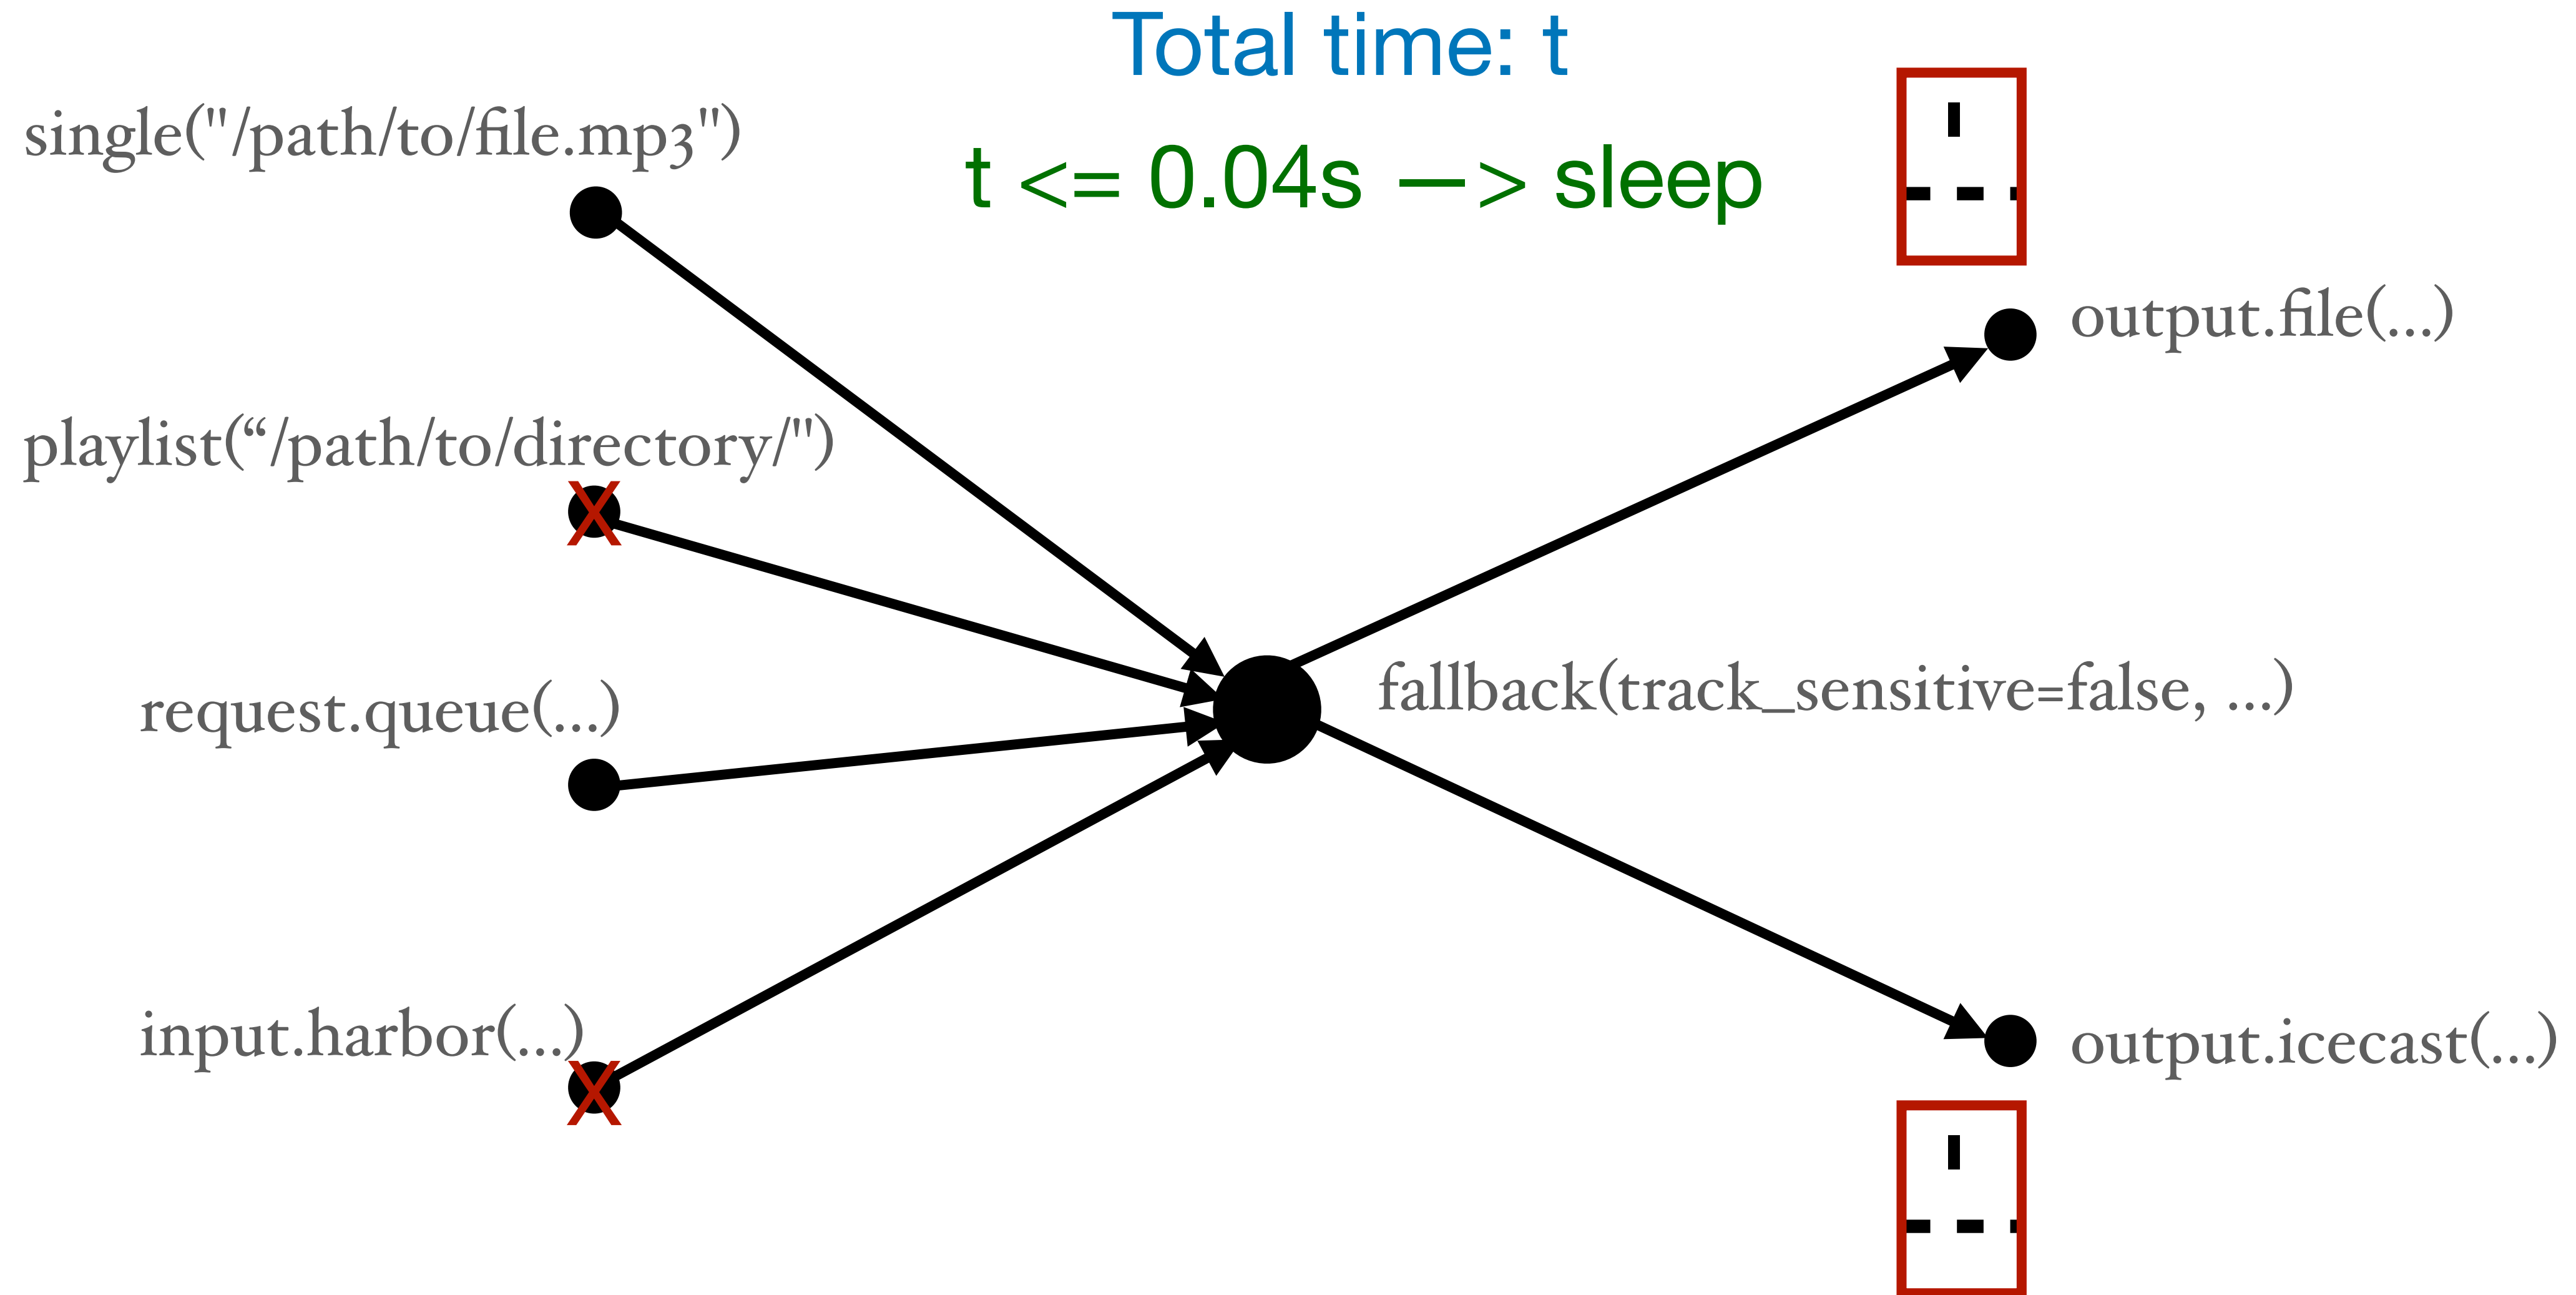 Total time: t
t <= 0.04s —> sleep
single("/path/to/file.mp3")
output.file(...)
playlist(“/path/to/directory/")
X
fallback(track_sensitive=false, ...)
request.queue(...)
input.harbor(...)
output.icecast(...)
X